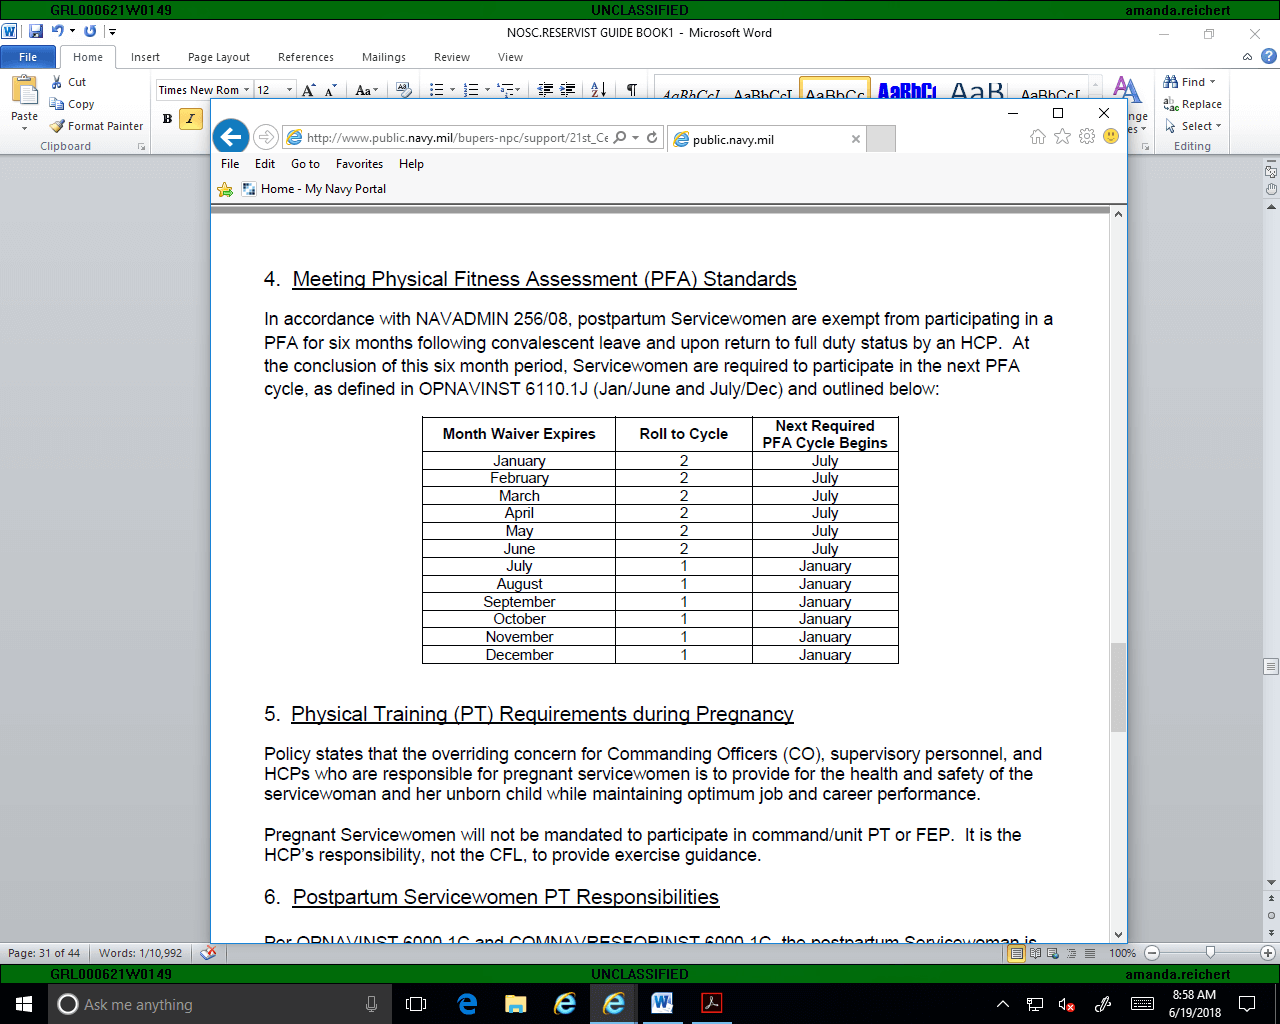 GRL000621W0149 UNCLASSIFIED amanda.reichert
NOSC.RESERVIST GUIDE BOOK1 - Microsoft Word
File Home Insert Page Layout References Mailings Review View
Cut
Copy
Format Painter
Paste
Clipboard
Times New Rom 12
B I
AaBbCcI AaBbCcI AaBbCc AaBbCc AaB AaBbCcI
Find
Replace
Select
Editing
http://www.public.navy.mil/bupers-npc/support/21st_Ce public.navy.mil
File Edit Go to Favorites Help
Home - My Navy Portal
4. Meeting Physical Fitness Assessment (PFA) Standards
In accordance with NAVADMIN 256/08, postpartum Servicewomen are exempt from participating in a
PFA for six months following convalescent leave and upon return to full duty status by an HCP. At
the conclusion of this six month period, Servicewomen are required to participate in the next PFA
cycle, as defined in OPNAVINST 6110.1J (Jan/June and July/Dec) and outlined below:
Month Waiver Expires Roll to Cycle Next Required
PFA Cycle Begins
January 2 July
February 2 July
March 2 July
April 2 July
May 2 July
June 2 July
July 1 January
August 1 January
September 1 January
October 1 January
November 1 January
December 1 January
5. Physical Training (PT) Requirements during Pregnancy
Policy states that the overriding concern for Commanding Officers (CO), supervisory personnel, and
HCPs who are responsible for pregnant servicewomen is to provide for the health and safety of the
servicewoman and her unborn child while maintaining optimum job and career performance.
Pregnant Servicewomen will not be mandated to participate in command/unit PT or FEP. It is the
HCP's responsibility, not the CFL, to provide exercise guidance.
6. Postpartum Servicewomen PT Responsibilities
Per OPNAVINST 6000.1C and COMNAVRESFORINST 6000.1C, the postpartum Servicewoman is
Page: 31 of 44 Words: 1/10,992 100%
GRL000621W0149 UNCLASSIFIED amanda.reichert
Ask me anything
8:58 AM
6/19/2018